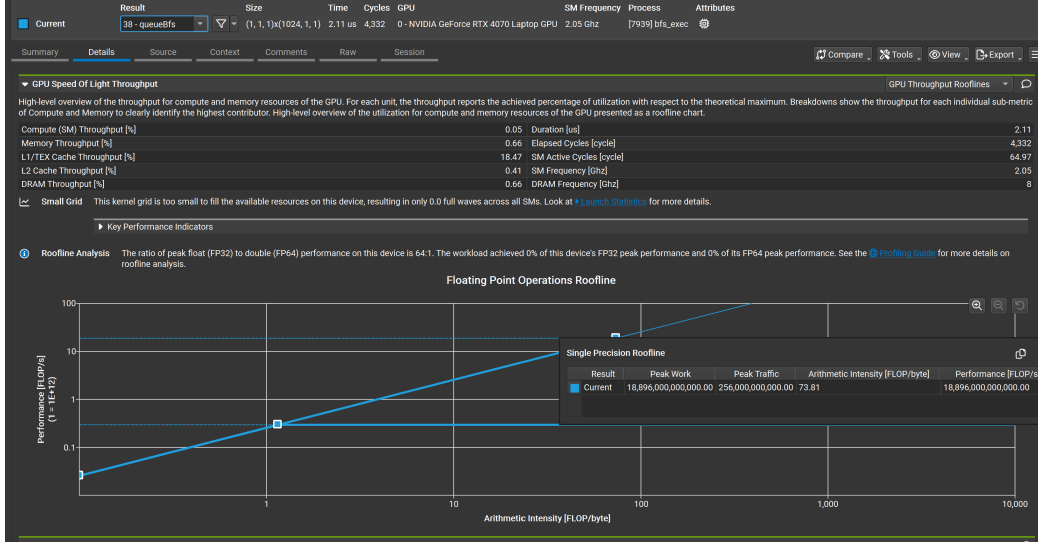 Result Size Time Cycles GPU SM Frequency Process Attributes
Current 38 - queueBfs (1, 1, 1)x(1024, 1, 1) 2.11 us 4,332 0 - NVIDIA GeForce RTX 4070 Laptop GPU 2.05 Ghz [7939] bfs_exec
Summary Details Source Context Comments Raw Session Compare Tools View Export
GPU Speed Of Light Throughput GPU Throughput Rooflines
High-level overview of the throughput for compute and memory resources of the GPU. For each unit, the throughput reports the achieved percentage of utilization with respect to the theoretical maximum. Breakdowns show the throughput for each individual sub-metric
of Compute and Memory to clearly identify the highest contributor. High-level overview of the utilization for compute and memory resources of the GPU presented as a roofline chart.
Compute (SM) Throughput [%] 0.05 Duration [us] 2.11
Memory Throughput [%] 0.66 Elapsed Cycles [cycle] 4,332
L1/TEX Cache Throughput [%] 18.47 SM Active Cycles [cycle] 64.97
L2 Cache Throughput [%] 0.41 SM Frequency [Ghz] 2.05
DRAM Throughput [%] 0.66 DRAM Frequency [Ghz] 8
Small Grid This kernel grid is too small to fill the available resources on this device, resulting in only 0.0 full waves across all SMs. Look at Launch Statistics for more details.
Key Performance Indicators
Roofline Analysis The ratio of peak float (FP32) to double (FP64) performance on this device is 64:1. The workload achieved 0% of this device's FP32 peak performance and 0% of its FP64 peak performance. See the Profiling Guide for more details on
roofline analysis.
Floating Point Operations Roofline
100
10
1
0.1
Performance [FLOP/s]
(1 = 1E+12)
Single Precision Roofline
Result Peak Work Peak Traffic Arithmetic Intensity [FLOP/byte] Performance [FLOP/s
Current 18,896,000,000,000.00 256,000,000,000.00 73.81 18,896,000,000,000.00
1 10 100 1,000 10,000
Arithmetic Intensity [FLOP/byte]